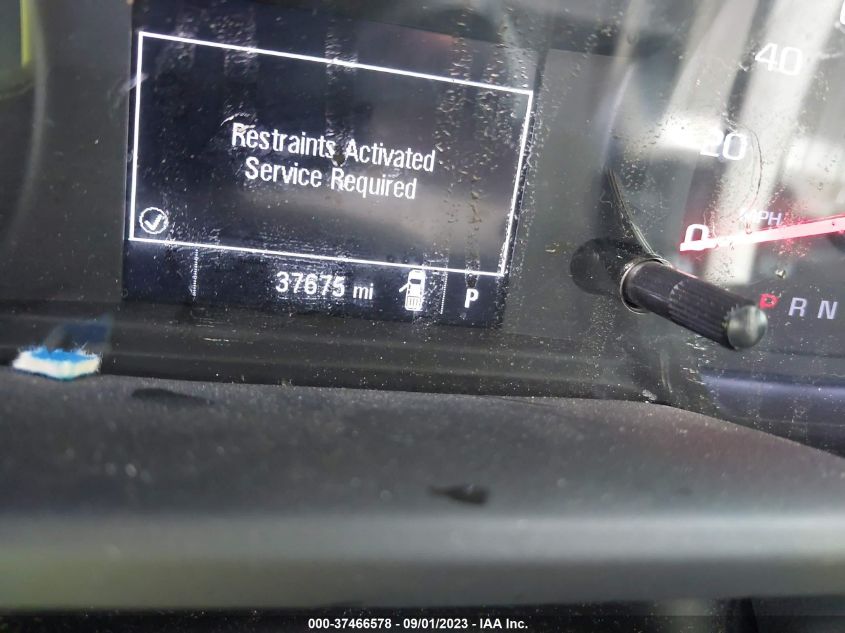 Restraints Activated
Service Required
37675 mi
P
40
20
0
MPH
P R N
000-37466578 - 09/01/2023 - IAA Inc.